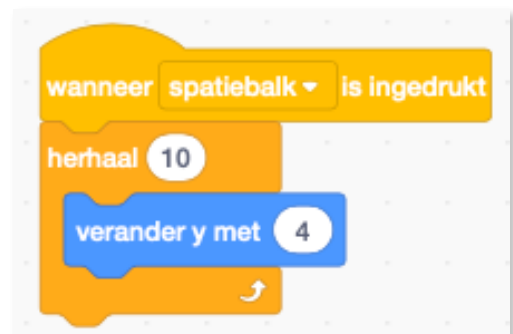 wanneer spatiebalk is ingedrukt
herhaal 10
verander y met 4